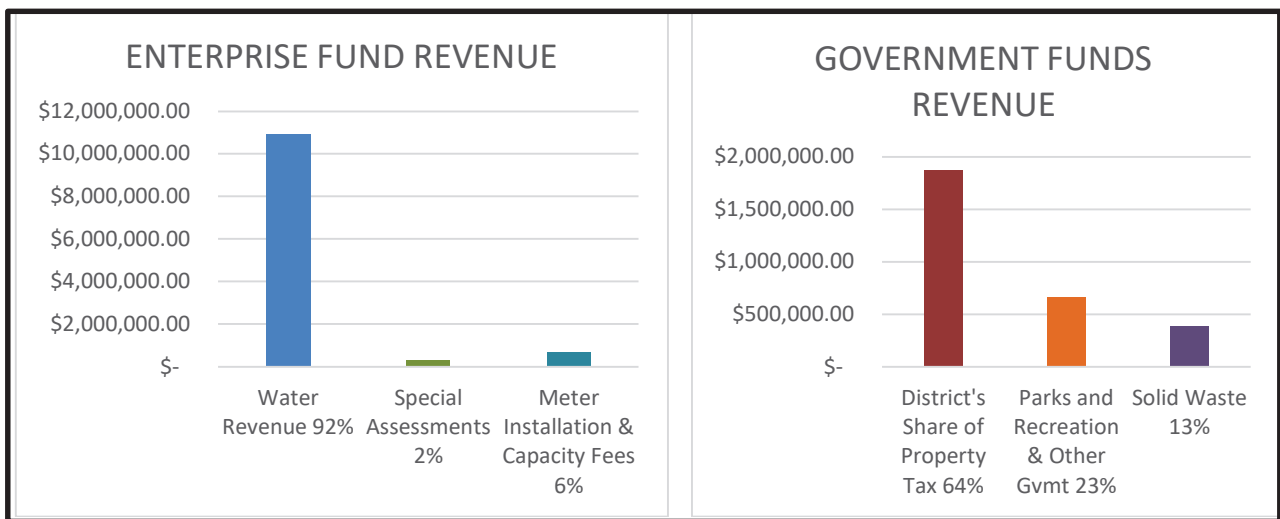 ENTERPRISE FUND REVENUE
$12,000,000.00
$10,000,000.00
$8,000,000.00
$6,000,000.00
$4,000,000.00
$2,000,000.00
$-
Water
Revenue 92%
Special
Assessments
2%
Meter
Installation &
Capacity Fees
6%
GOVERNMENT FUNDS
REVENUE
$2,000,000.00
$1,500,000.00
$1,000,000.00
$500,000.00
$-
District's
Share of
Property
Tax 64%
Parks and
Recreation
& Other
Gvmt 23%
Solid Waste
13%